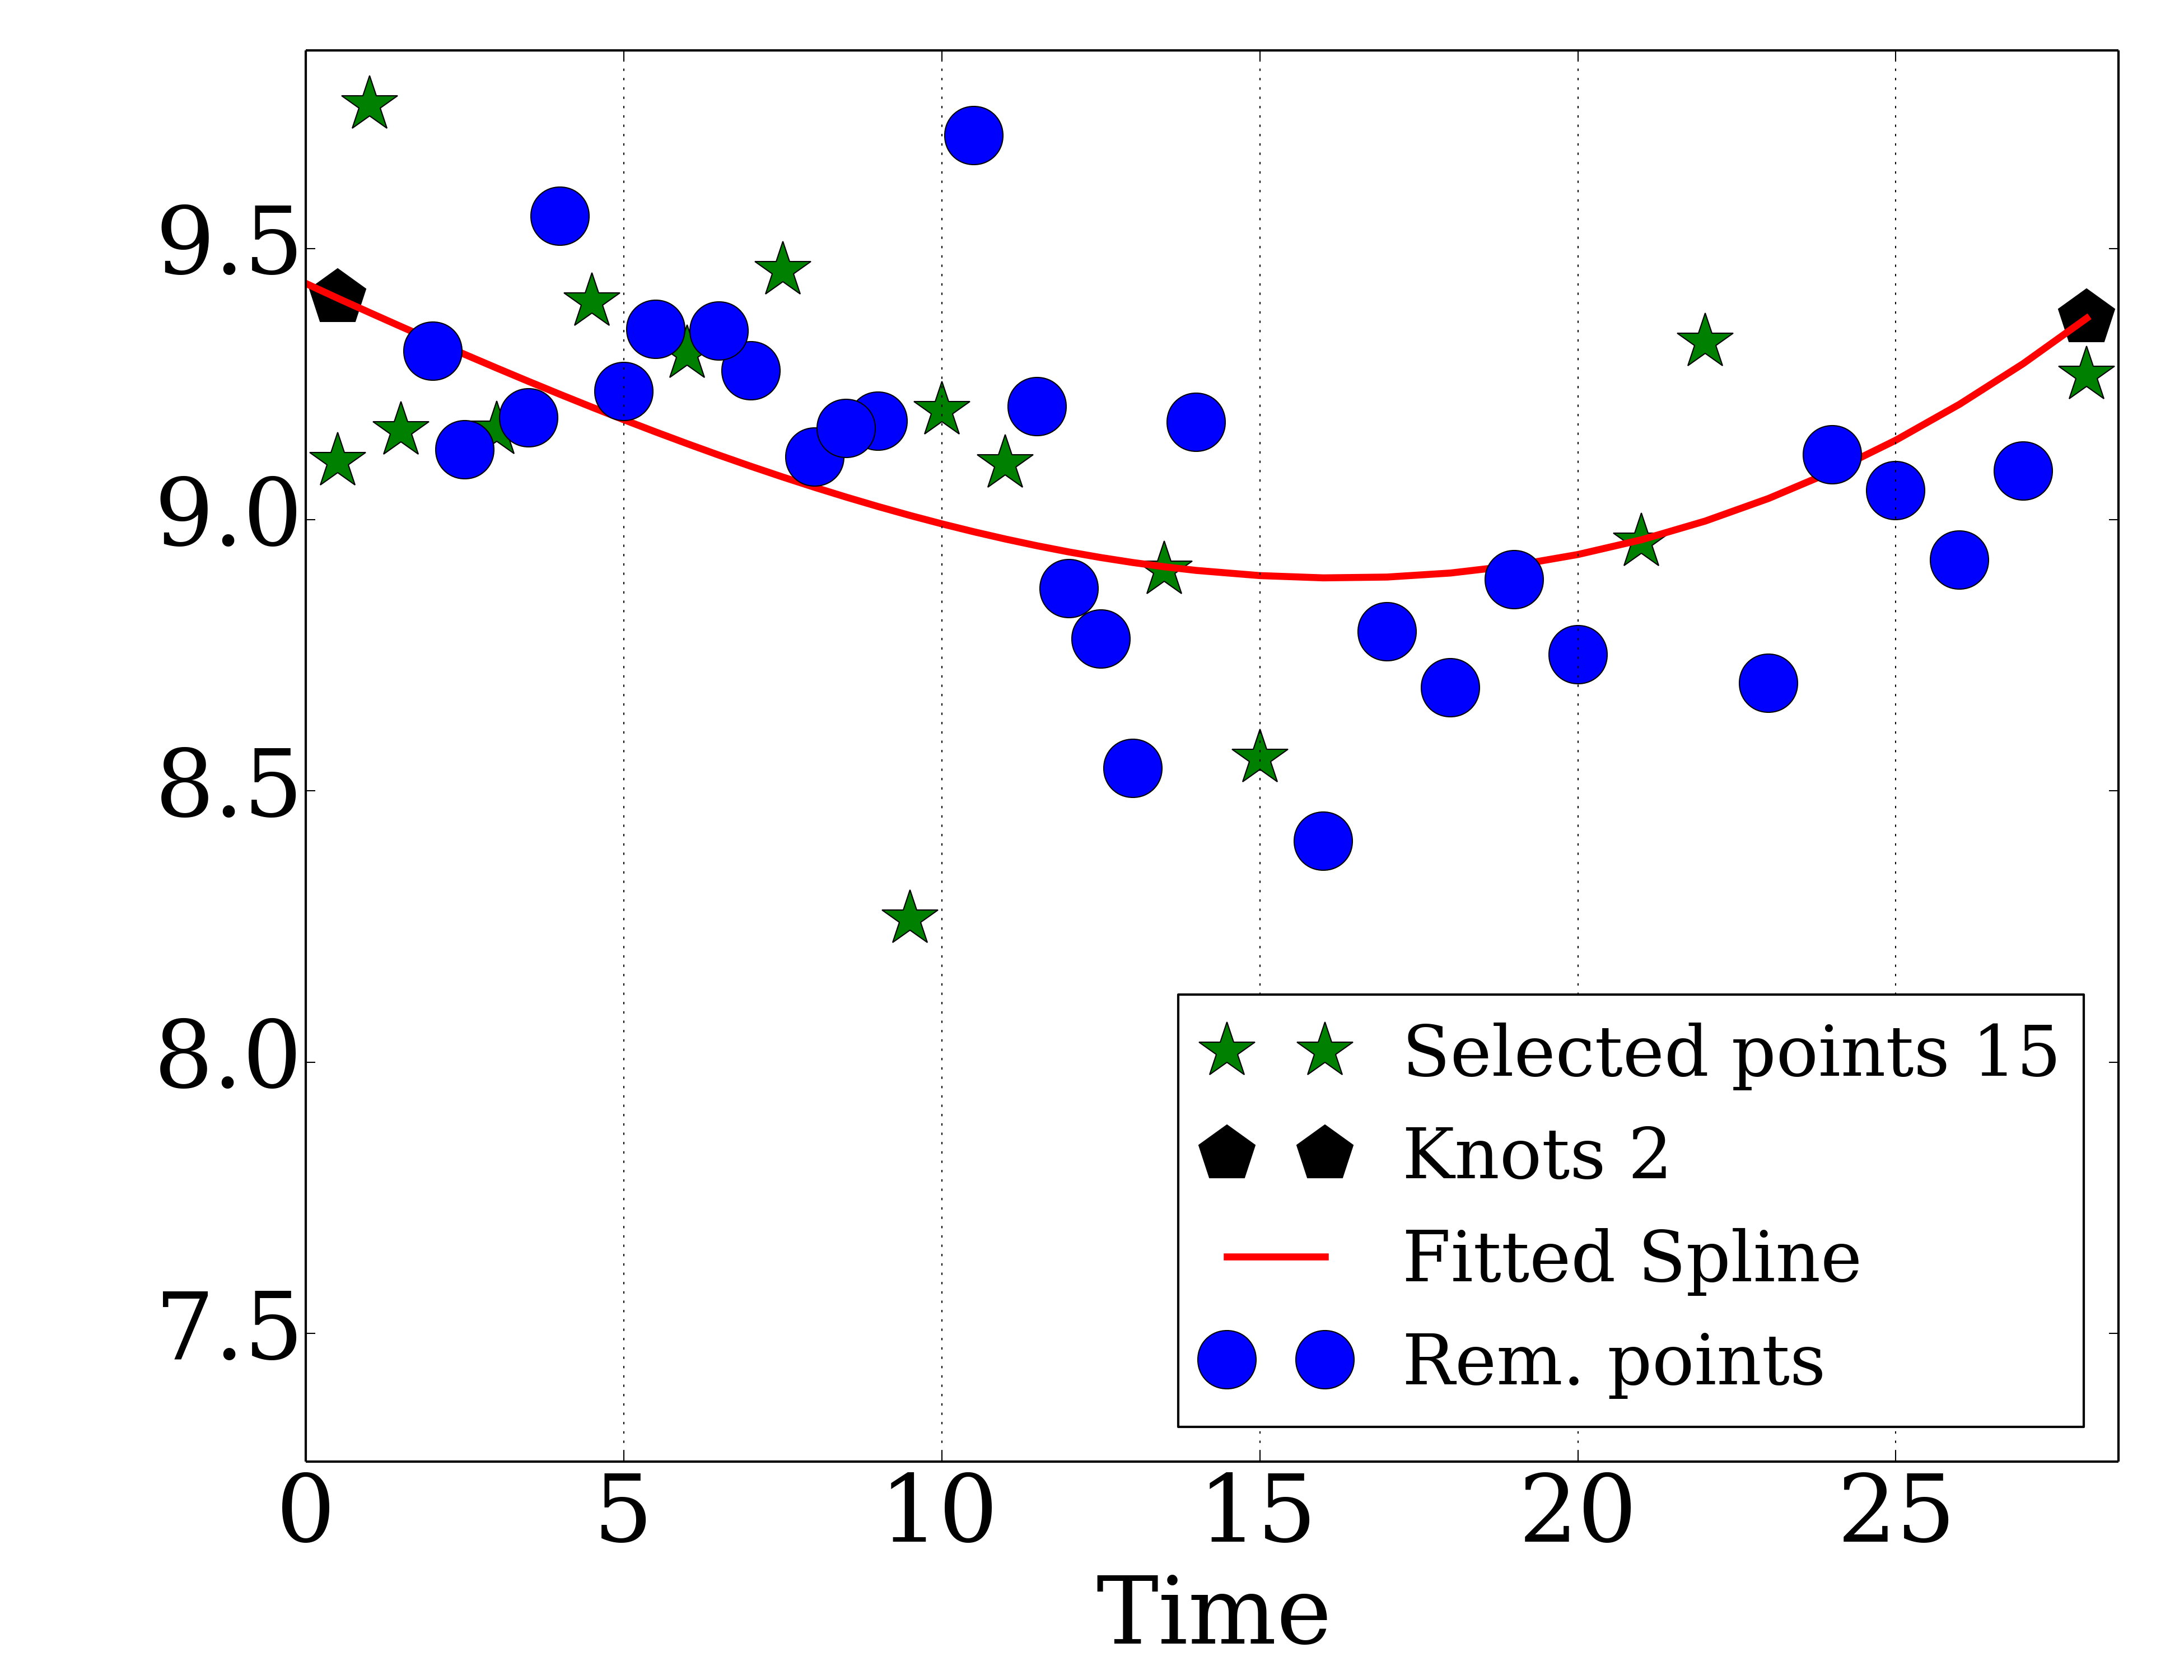 9.5
9.0
8.5
8.0
7.5
Selected points 15
Knots 2
Fitted Spline
Rem. points
0 5 10 15 20 25
Time